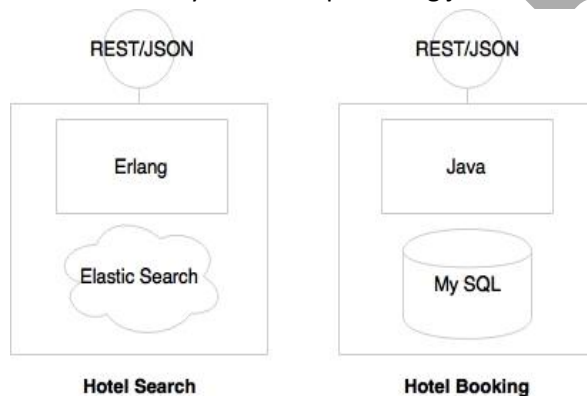 REST/JSON REST/JSON
Erlang Java
Elastic Search My SQL
Hotel Search Hotel Booking